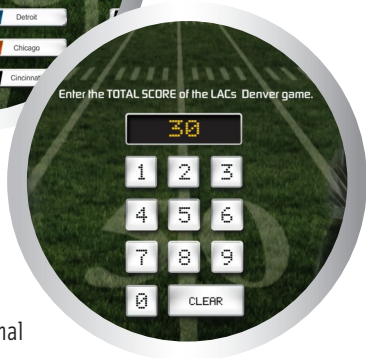 Detroit
Chicago
Cincinnati
Enter the TOTAL SCORE of the LACs Denver game.
30
1 2 3
4 5 6
7 8 9
0 CLEAR
nal